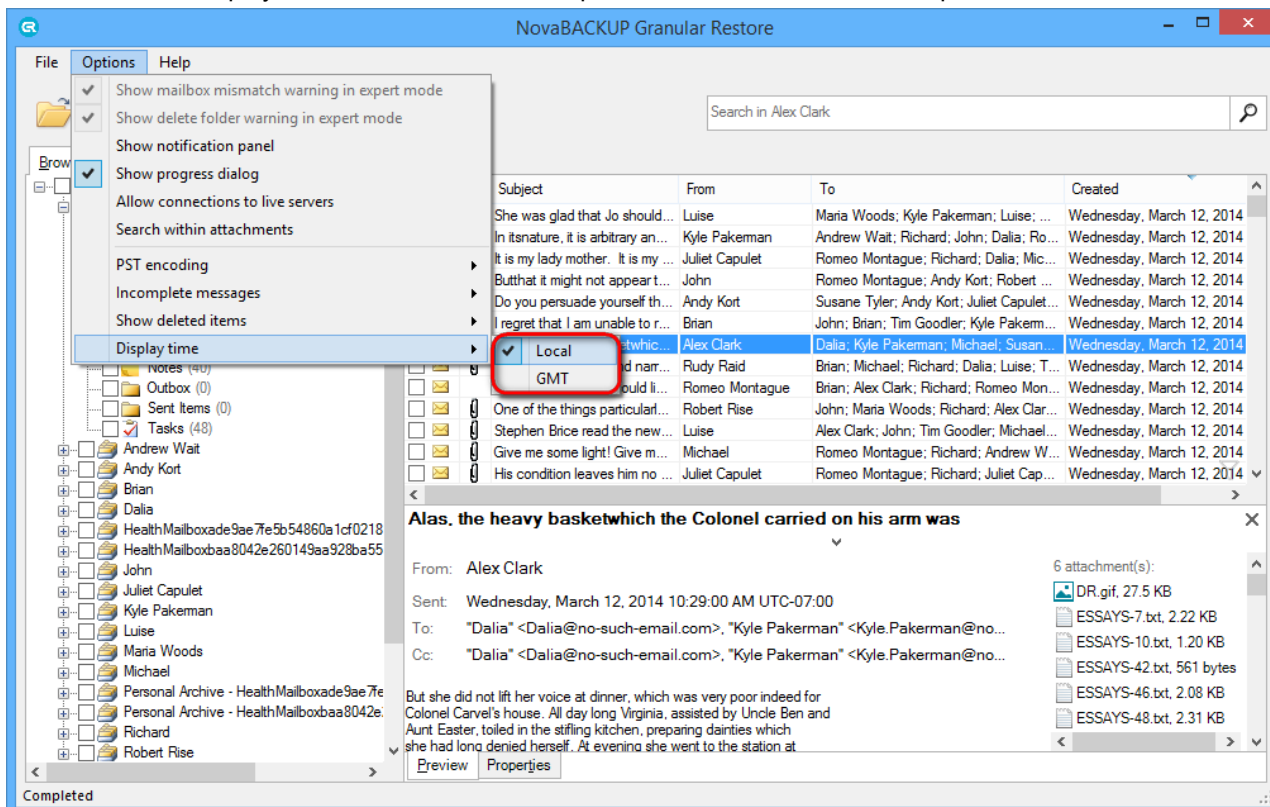 NovaBACKUP Granular Restore
File Options Help
Show mailbox mismatch warning in expert mode
Show delete folder warning in expert mode
Show notification panel
Show progress dialog
Allow connections to live servers
Search within attachments
PST encoding
Incomplete messages
Show deleted items
Display time
Local
GMT
Search in Alex Clark
Brow
Notes (40)
Outbox (0)
Sent Items (0)
Tasks (48)
Andrew Wait
Andy Kort
Brian
Dalia
HealthMailboxade9ae7fe5b54860a1cf0218
HealthMailboxbaa8042e260149aa928ba55
John
Juliet Capulet
Kyle Pakerman
Luise
Maria Woods
Michael
Personal Archive - HealthMailboxade9ae7fe
Personal Archive - HealthMailboxbaa8042e
Richard
Robert Rise
Subject From To Created
She was glad that Jo should... Luise Maria Woods; Kyle Pakerman; Luise; ... Wednesday, March 12, 2014
In itsnature, it is arbitrary an... Kyle Pakerman Andrew Wait; Richard; John; Dalia; Ro... Wednesday, March 12, 2014
It is my lady mother. It is my ... Juliet Capulet Romeo Montague; Richard; Dalia; Mic... Wednesday, March 12, 2014
Butthat it might not appear t... John Romeo Montague; Andy Kort; Robert ... Wednesday, March 12, 2014
Do you persuade yourself th... Andy Kort Susane Tyler; Andy Kort; Juliet Capulet... Wednesday, March 12, 2014
I regret that I am unable to r... Brian John; Brian; Tim Goodler; Kyle Pakerm... Wednesday, March 12, 2014
etwhic... Alex Clark Dalia; Kyle Pakerman; Michael; Susan... Wednesday, March 12, 2014
d narr... Rudy Raid Brian; Michael; Richard; Dalia; Luise; T... Wednesday, March 12, 2014
ould li... Romeo Montague Brian; Alex Clark; Richard; Romeo Mon... Wednesday, March 12, 2014
One of the things particularl... Robert Rise John; Maria Woods; Richard; Alex Clar... Wednesday, March 12, 2014
Stephen Brice read the new... Luise Alex Clark; John; Tim Goodler; Michael... Wednesday, March 12, 2014
Give me some light! Give m... Michael Romeo Montague; Richard; Andrew W... Wednesday, March 12, 2014
His condition leaves him no ... Juliet Capulet Romeo Montague; Richard; Juliet Cap... Wednesday, March 12, 2014
Alas, the heavy basketwhich the Colonel carried on his arm was
From: Alex Clark
Sent: Wednesday, March 12, 2014 10:29:00 AM UTC-07:00
To: "Dalia" <Dalia@no-such-email.com>, "Kyle Pakerman" <Kyle.Pakerman@no...
Cc: "Dalia" <Dalia@no-such-email.com>, "Kyle Pakerman" <Kyle.Pakerman@no...
6 attachment(s):
DR.gif, 27.5 KB
ESSAYS-7.txt, 2.22 KB
ESSAYS-10.txt, 1.20 KB
ESSAYS-42.txt, 561 bytes
ESSAYS-46.txt, 2.08 KB
ESSAYS-48.txt, 2.31 KB
But she did not lift her voice at dinner, which was very poor indeed for
Colonel Carvel's house. All day long Virginia, assisted by Uncle Ben and
Aunt Easter, toiled in the stifling kitchen, preparing dainties which
she had long denied herself. At evening she went to the station at
Preview Properties
Completed